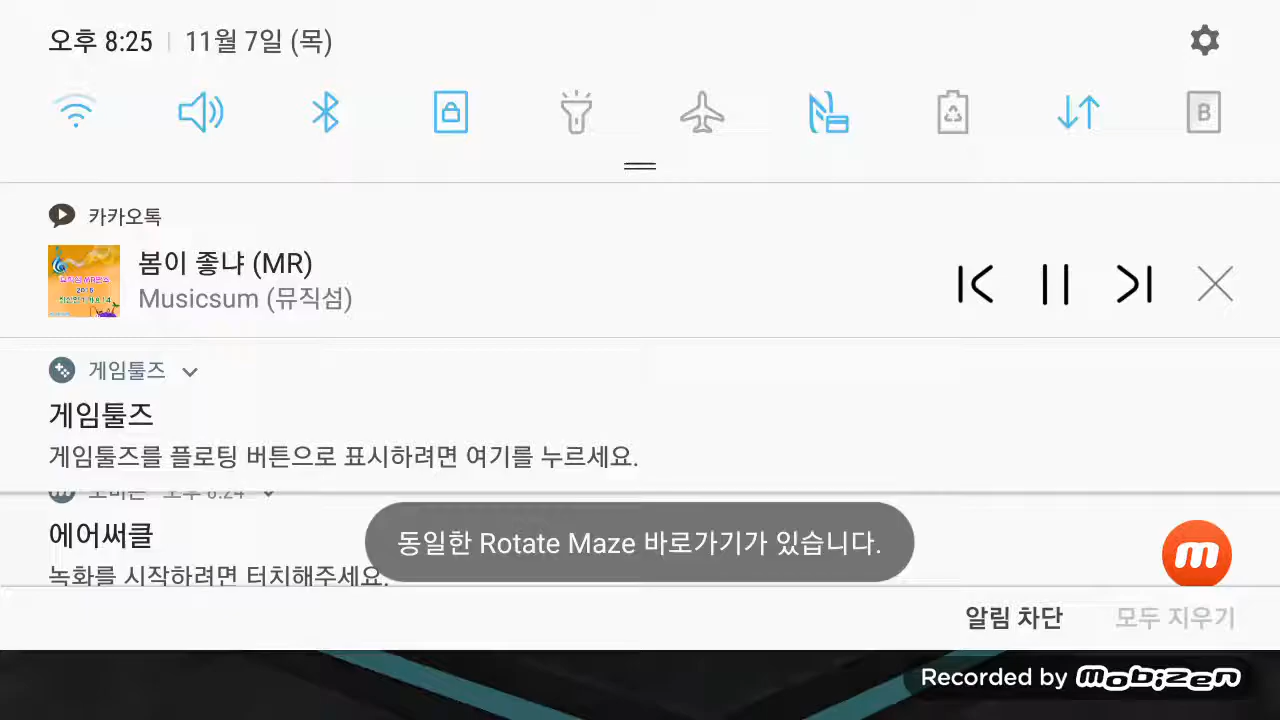 오후 8:25 | 11월 7일 (목)
B
카카오톡
봄이 좋냐 (MR)
Musicsum (뮤직섬)
게임툴즈
게임툴즈
게임툴즈를 플로팅 버튼으로 표시하려면 여기를 누르세요.
오후 8:24
에어써클
녹화를 시작하려면 터치해주세요.
동일한 Rotate Maze 바로가기가 있습니다.
m
알림 차단
모두 지우기
Recorded by mobizen